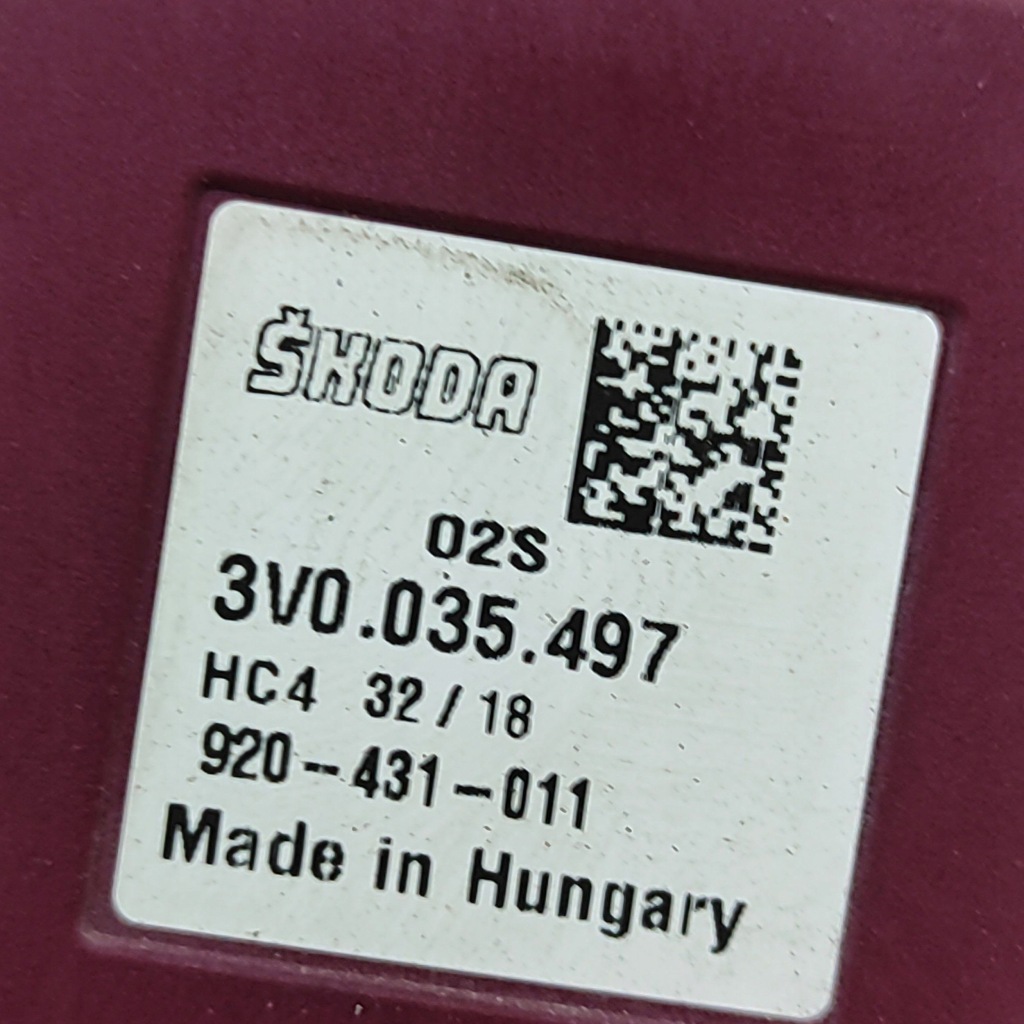 ŠKODA
02S
3V0.035.497
HC4 32/18
920-431-011
Made in Hungary